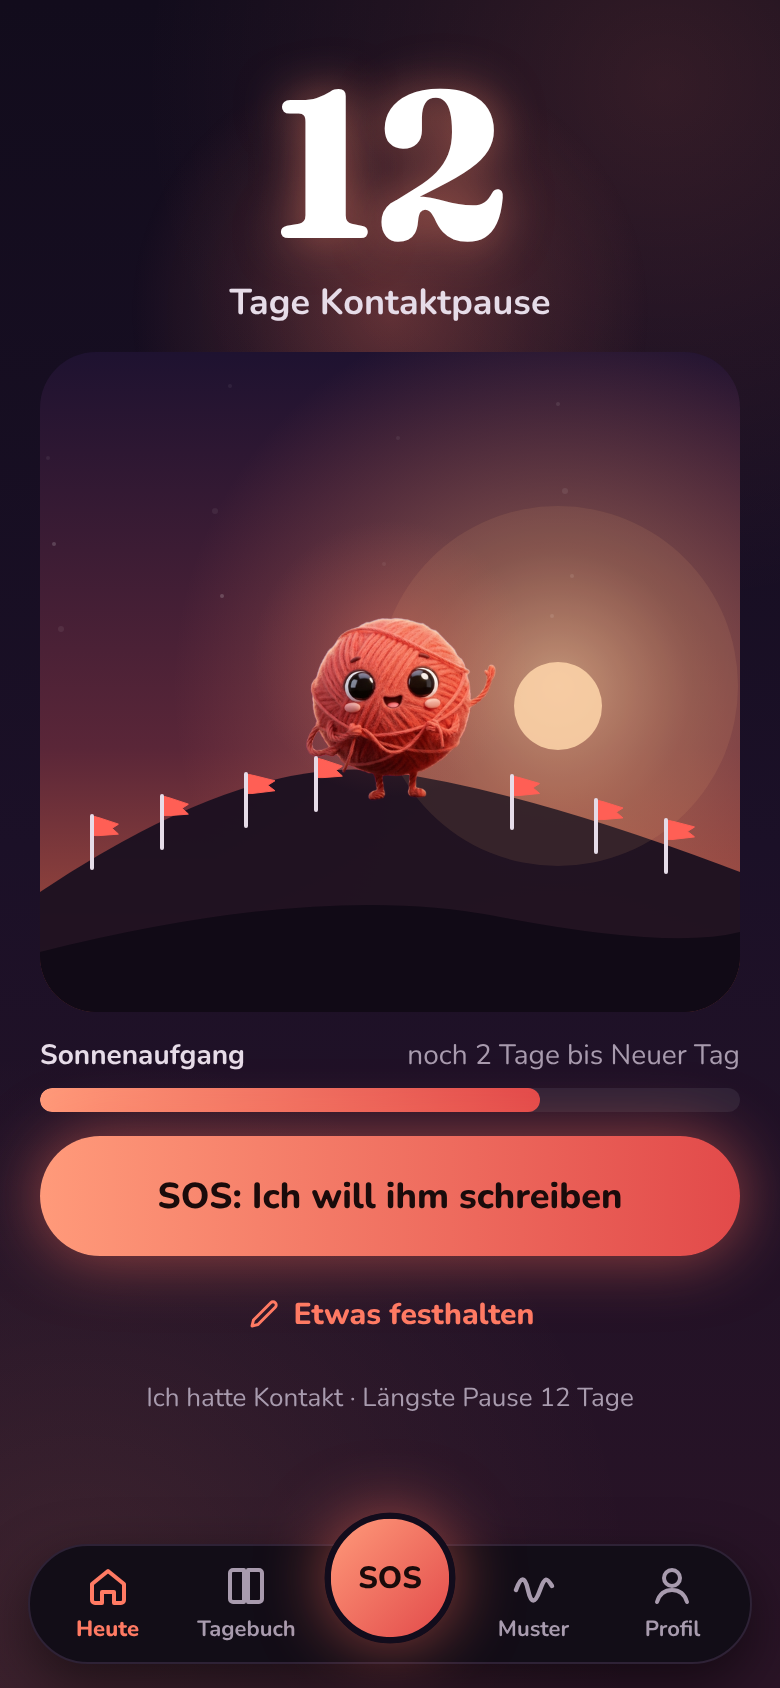 12
Tage Kontaktpause
Sonnenaufgang
noch 2 Tage bis Neuer Tag
SOS: Ich will ihm schreiben
Etwas festhalten
Ich hatte Kontakt · Längste Pause 12 Tage
Heute
Tagebuch
SOS
Muster
Profil